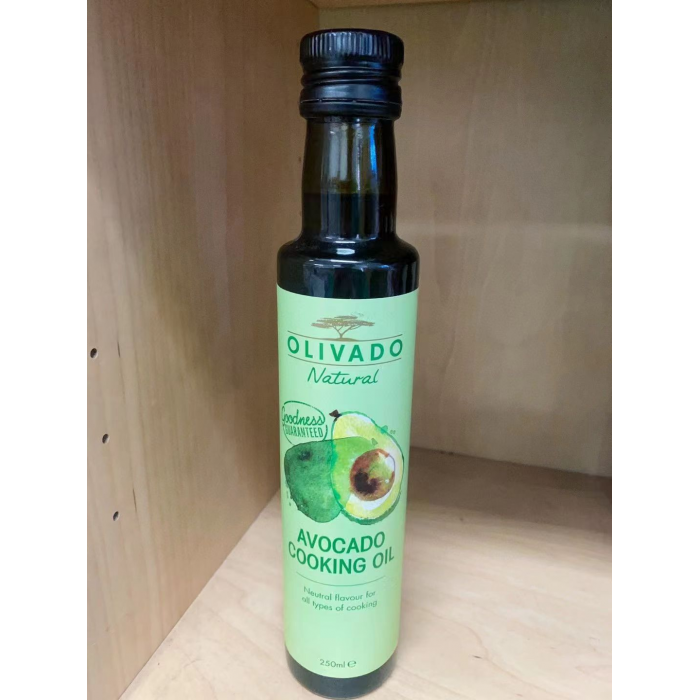 OLIVADO
Natural
Goodness
GUARANTEED
AVOCADO
COOKING OIL
Neutral flavour for
all types of cooking
250ml ℮